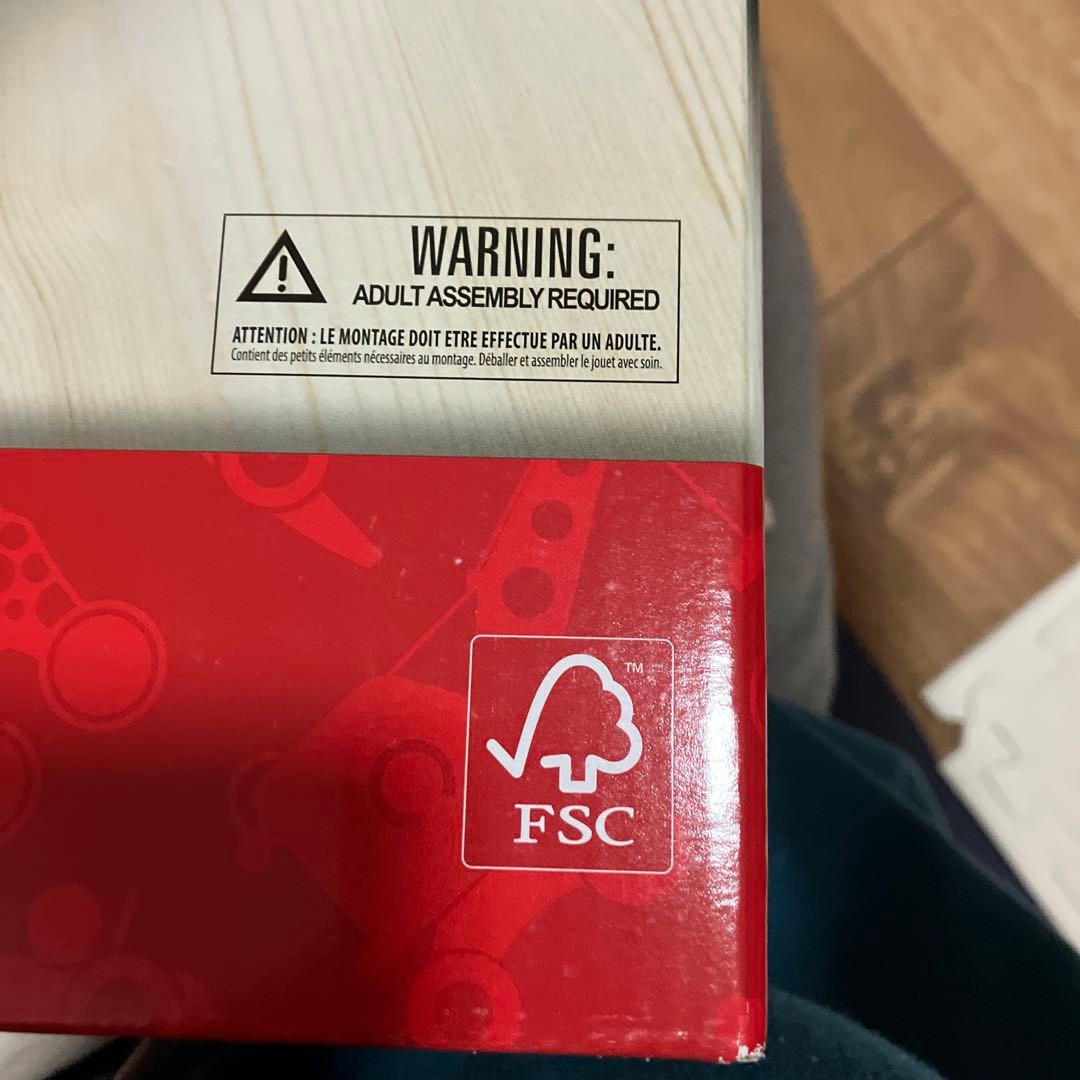 WARNING:
ADULT ASSEMBLY REQUIRED
ATTENTION : LE MONTAGE DOIT ETRE EFFECTUE PAR UN ADULTE.
Contient des petits éléments nécessaires au montage. Déballer et assembler le jouet avec soin.
TM
FSC